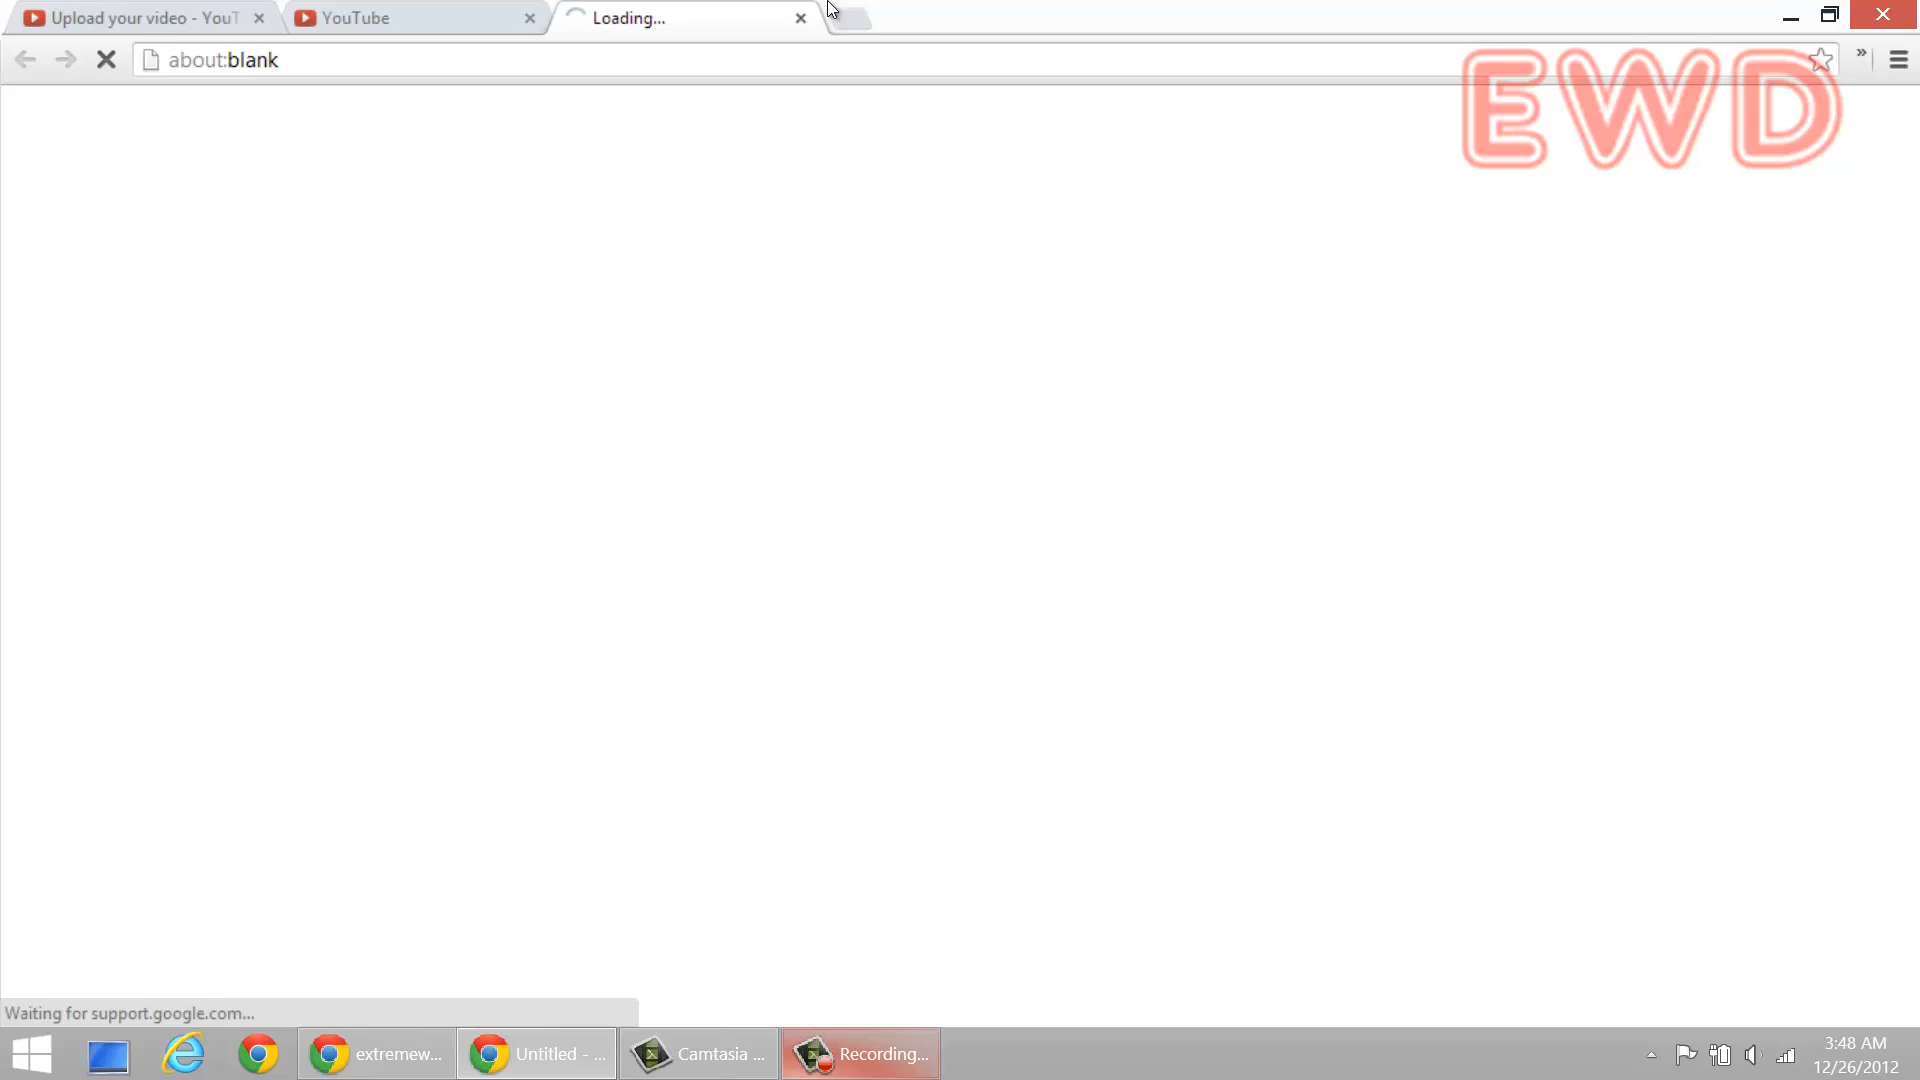 Upload your video - YouT
YouTube
Loading...
about:blank
EWD
Waiting for support.google.com...
extremew...
Untitled - ...
Camtasia ...
Recording...
3:48 AM
12/26/2012